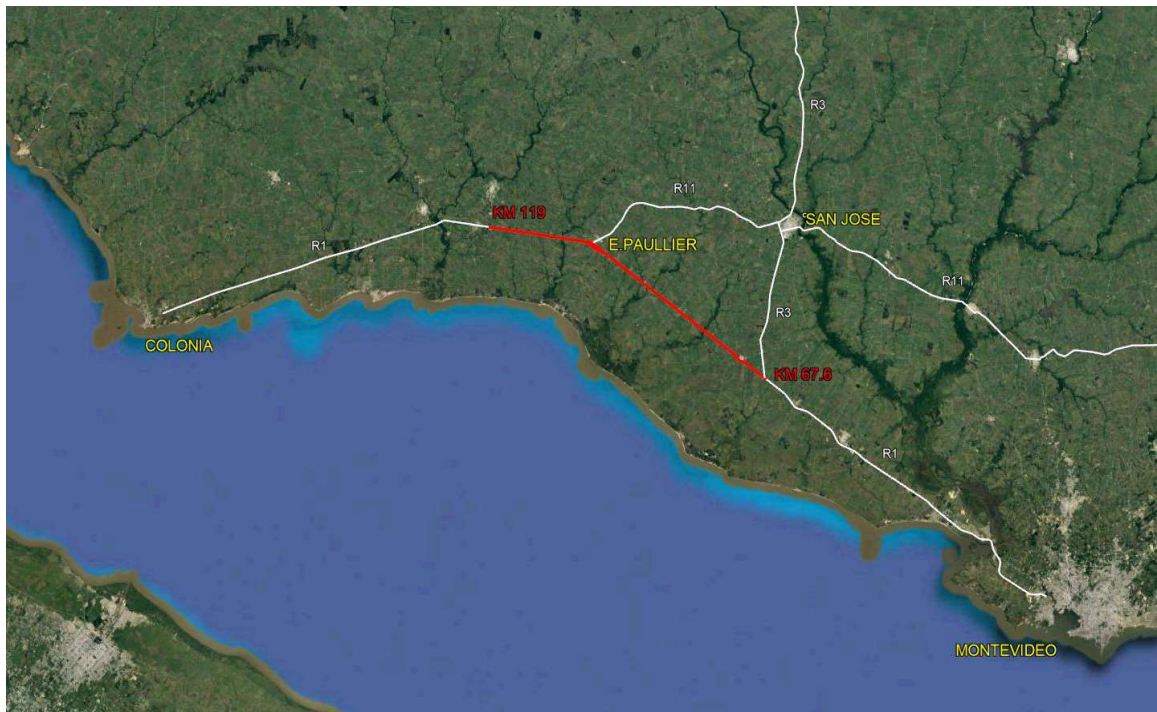 R3
R11
SAN JOSE
KM 119
R1
E.PAULLIER
R11
R3
COLONIA
KM 67.6
R1
MONTEVIDEO